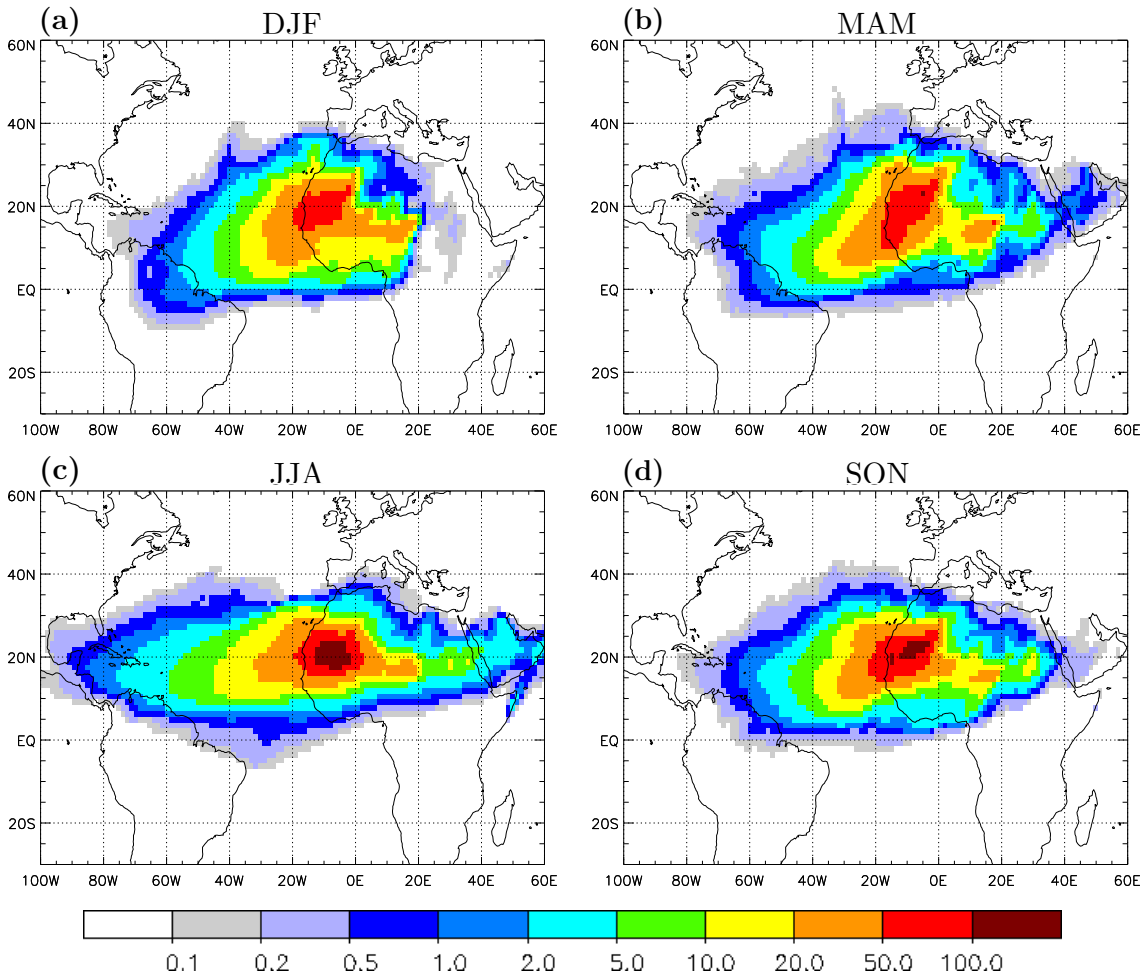 (a) DJF (b) MAM
60N 60N
40N 40N
20N 20N
EQ EQ
20S 20S
100W 80W 60W 40W 20W 0E 20E 40E 60E 100W 80W 60W 40W 20W 0E 20E 40E 60E
(c) JJA (d) SON
60N 60N
40N 40N
20N 20N
EQ EQ
20S 20S
100W 80W 60W 40W 20W 0E 20E 40E 60E 100W 80W 60W 40W 20W 0E 20E 40E 60E
0.1 0.2 0.5 1.0 2.0 5.0 10.0 20.0 50.0 100.0